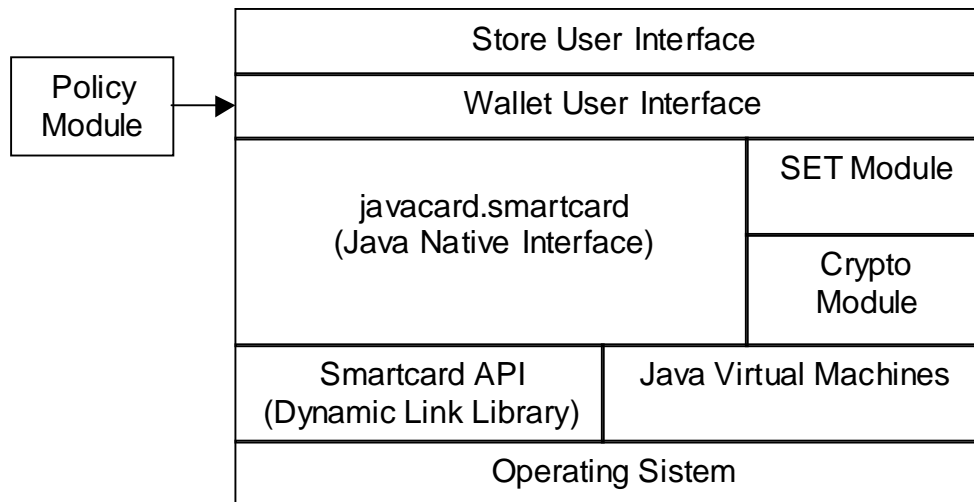 Store User Interface
Policy
Module
Wallet User Interface
javacard.smartcard
(Java Native Interface)
SET Module
Crypto
Module
Smartcard API
(Dynamic Link Library)
Java Virtual Machines
Operating Sistem